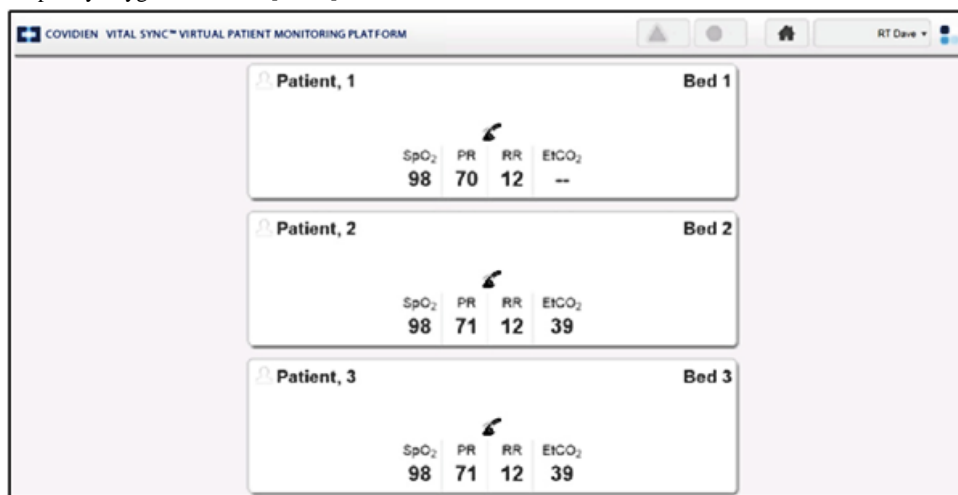 COVIDIEN VITAL SYNC™ VIRTUAL PATIENT MONITORING PLATFORM
RT Dave
Patient, 1 Bed 1
SpO₂ PR RR EtCO₂
98 70 12 --
Patient, 2 Bed 2
SpO₂ PR RR EtCO₂
98 71 12 39
Patient, 3 Bed 3
SpO₂ PR RR EtCO₂
98 71 12 39